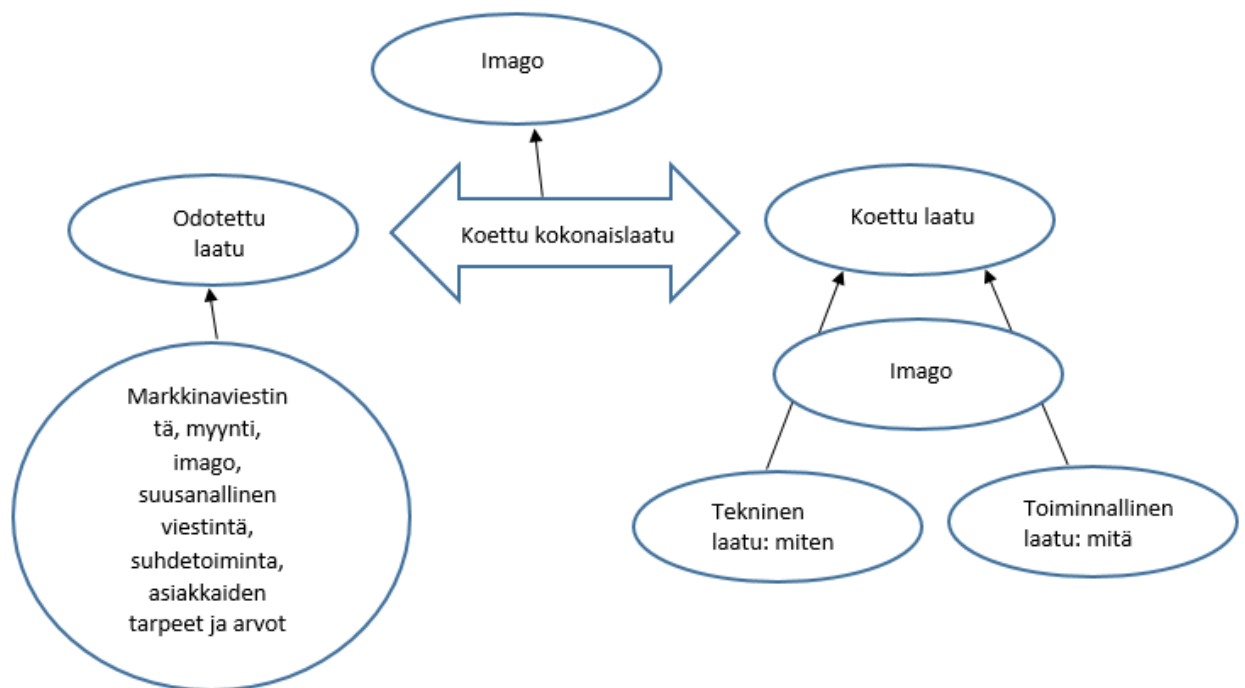 Imago
Odotettu
laatu
Koettu kokonaislaatu
Koettu laatu
Imago
Markkinaviestin
tä, myynti,
imago,
suusanallinen
viestintä,
suhdetoiminta,
asiakkaiden
tarpeet ja arvot
Tekninen
laatu: miten
Toiminnallinen
laatu: mitä